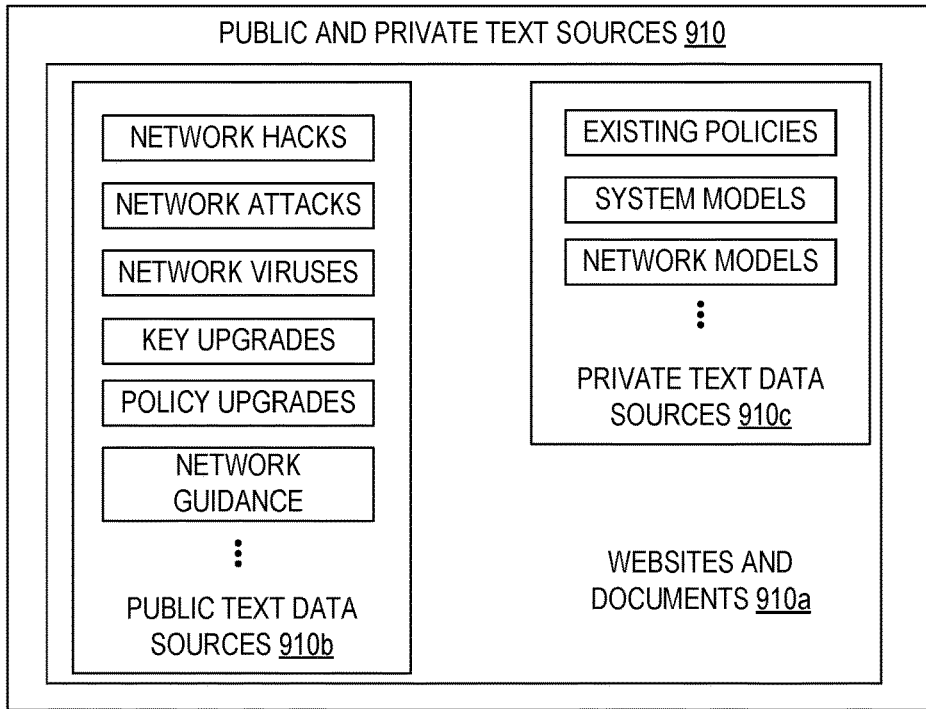 PUBLIC AND PRIVATE TEXT SOURCES 910
NETWORK HACKS
NETWORK ATTACKS
NETWORK VIRUSES
KEY UPGRADES
POLICY UPGRADES
NETWORK
GUIDANCE
PUBLIC TEXT DATA
SOURCES 910b
EXISTING POLICIES
SYSTEM MODELS
NETWORK MODELS
PRIVATE TEXT DATA
SOURCES 910c
WEBSITES AND
DOCUMENTS 910a